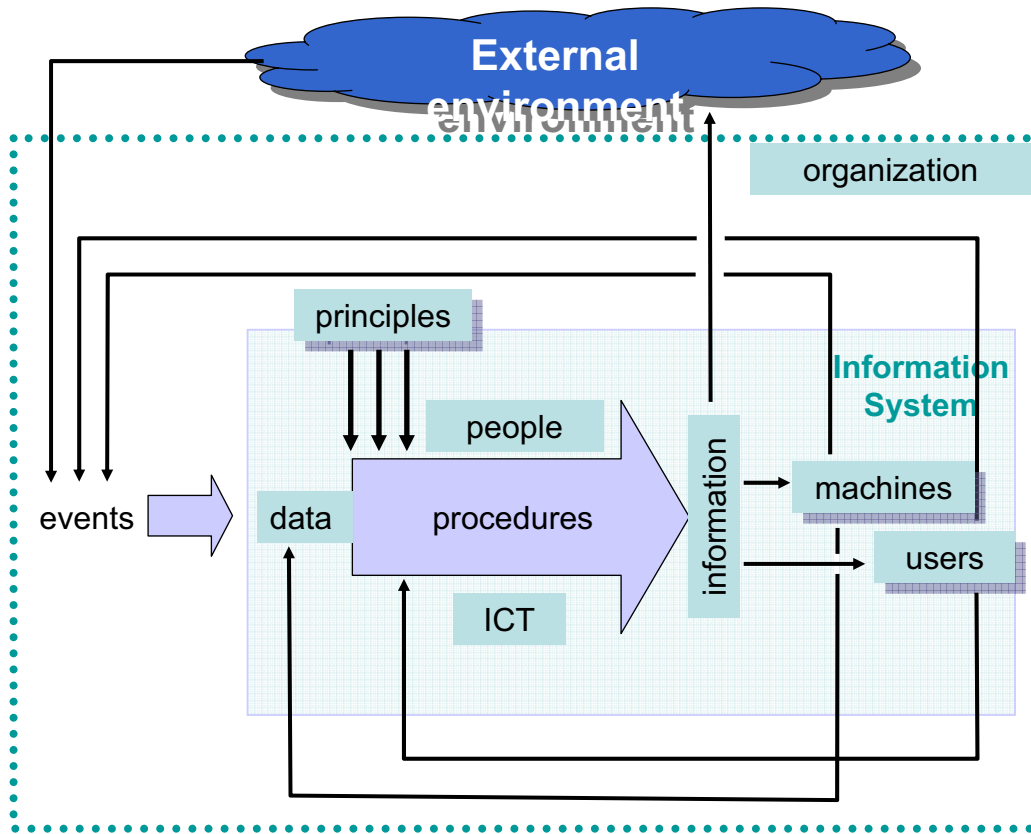 External
environment
organization
principles
Information
System
people
information
machines
events
data
procedures
users
ICT